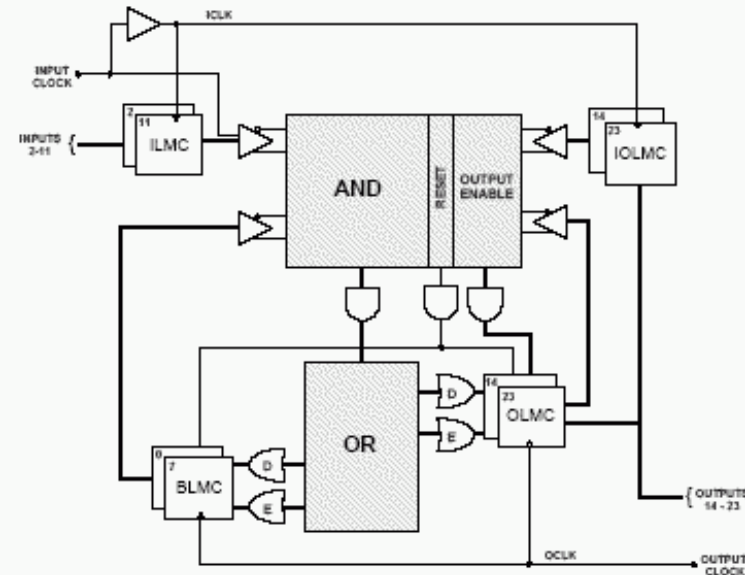 ICLK
INPUT
CLOCK
2
11
ILMC
INPUTS
2-11
AND
RESET
OUTPUT
ENABLE
14
23
IOLMC
OR
D
E
14
23
OLMC
D
E
7
BLMC
OUTPUTS
14 - 23
OCLK
OUTPUT
CLOCK